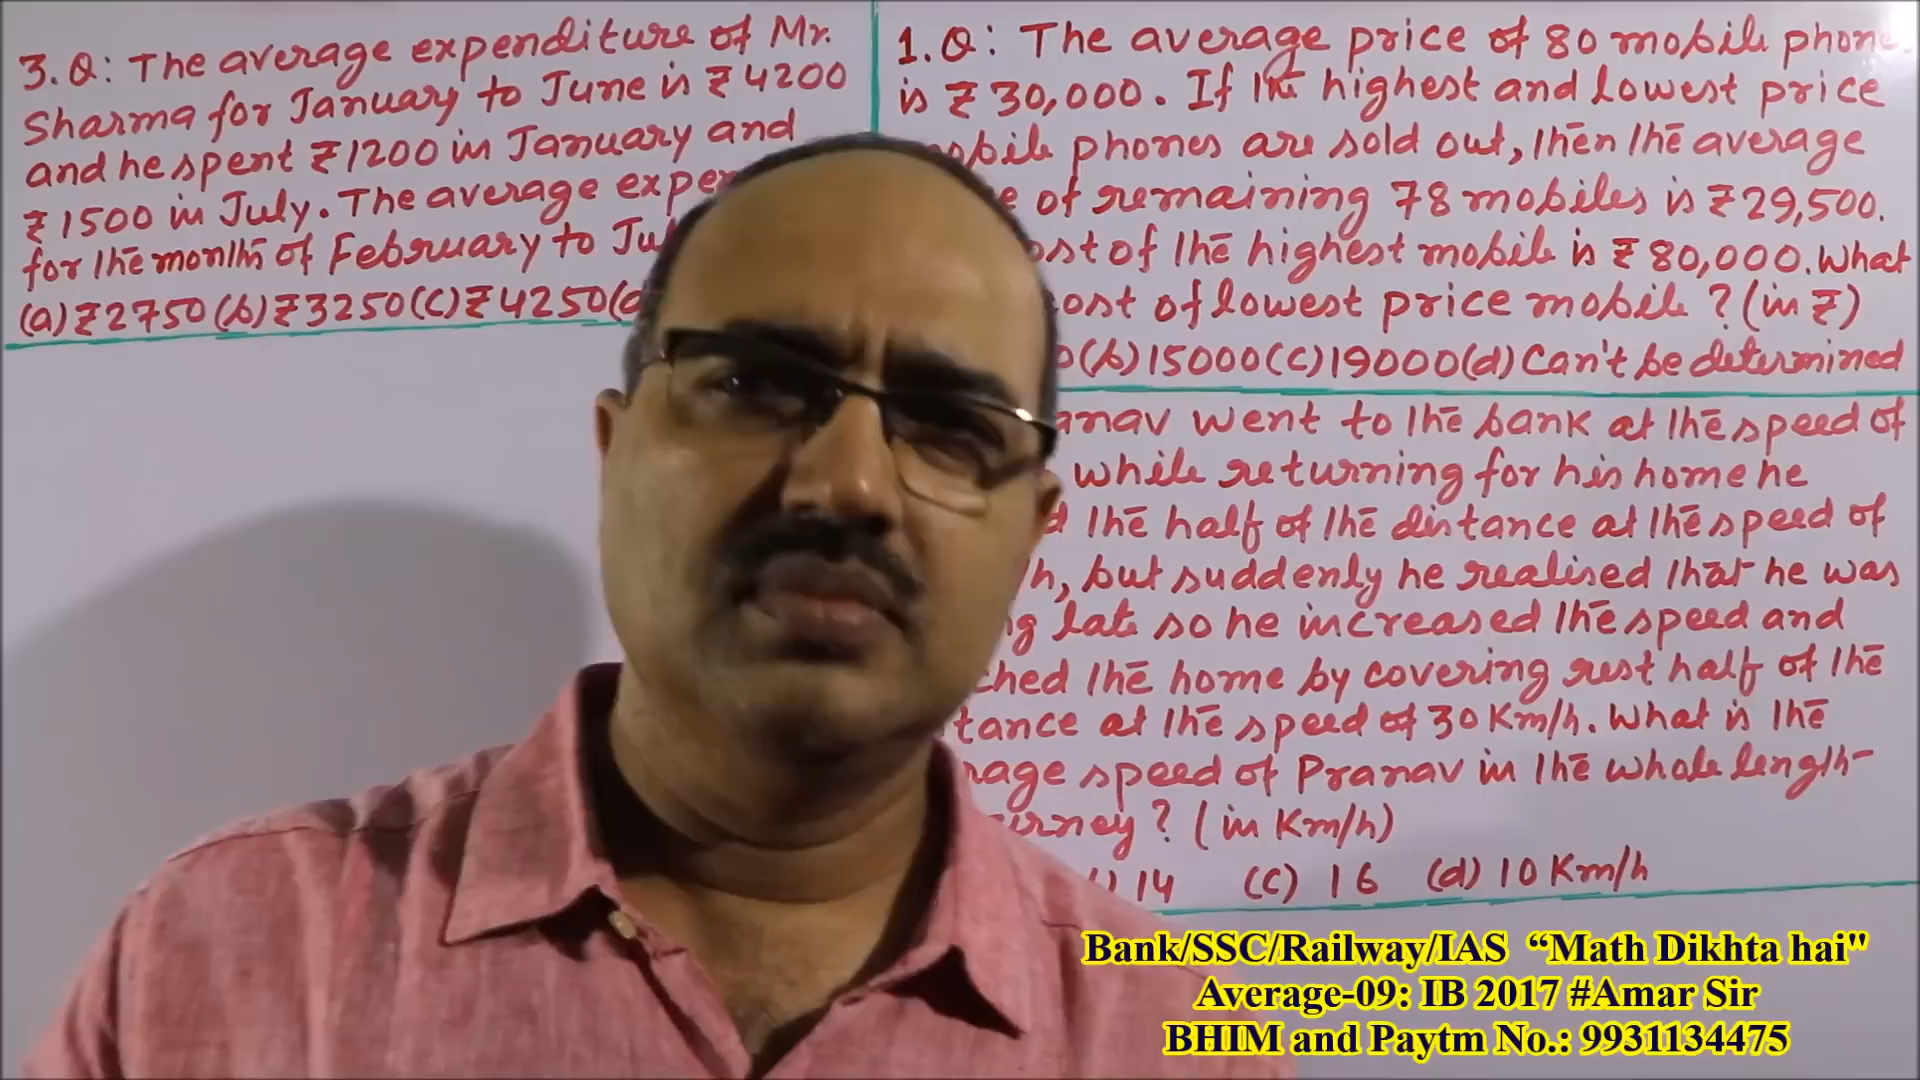 3. Q: The average expenditure of Mr.
Sharma for January to June is ₹ 4200
and he spent ₹ 1200 in January and
₹ 1500 in July. The average
for the months of February to
(a) ₹ 2750 (b) ₹ 3250 (c) ₹ 4250
1. Q: The average price of 80 mobile phone
is ₹ 30,000. If the highest and lowest price
phones are sold out, then the average
of remaining 78 mobiles is ₹ 29,500.
of the highest mobile is ₹ 80,000. What
of lowest price mobile ? (in ₹)
(b) 15000 (c) 19000 (d) Can't be determined
went to the bank at the speed of
while returning for his home he
the half of the distance at the speed of
but suddenly he realised that he was
late so he increased the speed and
the home by covering rest half of the
at the speed of 30 Km/h. What is the
speed of Pranav in the whole length
? (in Km/h)
14 (c) 16 (d) 10 Km/h
Bank/SSC/Railway/IAS “Math Dikhta hai"
Average-09: IB 2017 #Amar Sir
BHIM and Paytm No.: 9931134475